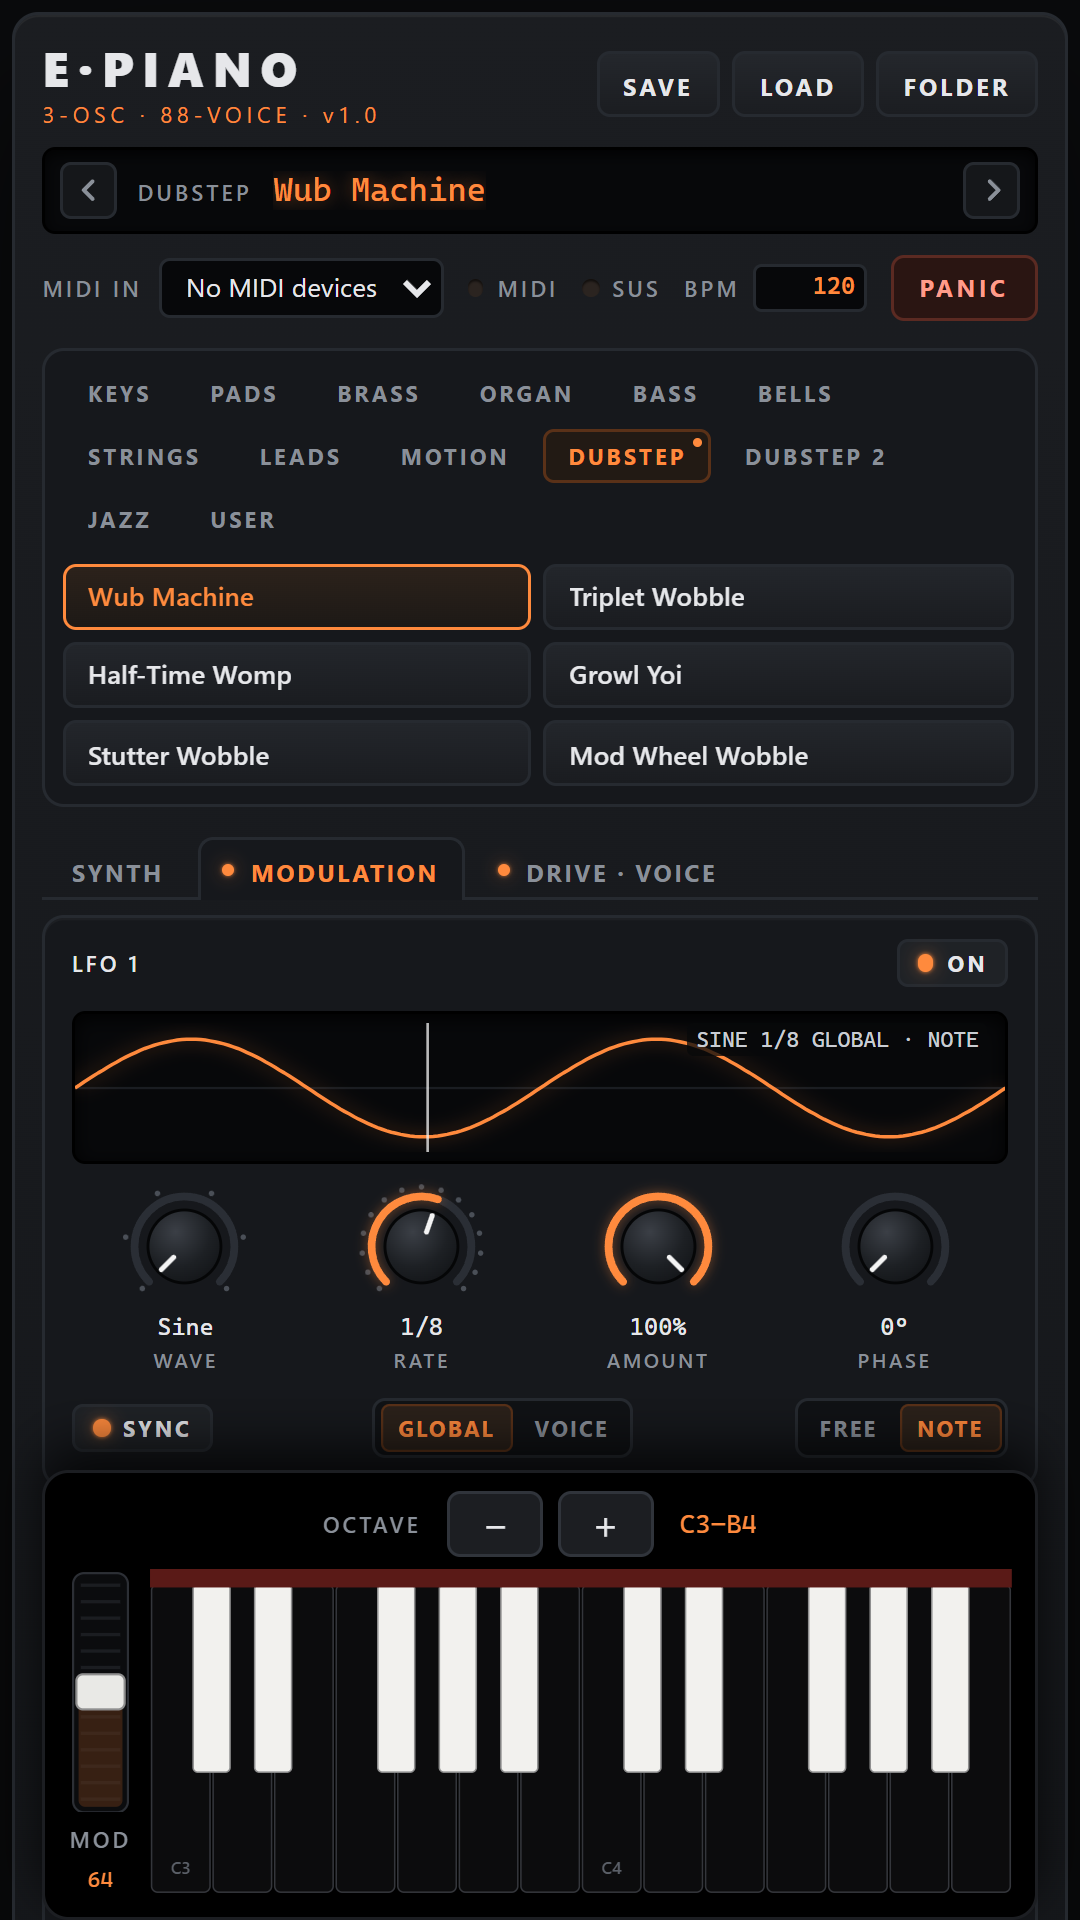 E·PIANO
3-OSC · 88-VOICE · v1.0
SAVE LOAD FOLDER
DUBSTEP Wub Machine
MIDI IN No MIDI devices MIDI SUS BPM 120 PANIC
KEYS PADS BRASS ORGAN BASS BELLS
STRINGS LEADS MOTION DUBSTEP DUBSTEP 2
JAZZ USER
Wub Machine Triplet Wobble
Half-Time Womp Growl Yoi
Stutter Wobble Mod Wheel Wobble
SYNTH MODULATION DRIVE · VOICE
LFO 1 ON
SINE 1/8 GLOBAL · NOTE
Sine 1/8 100% 0°
WAVE RATE AMOUNT PHASE
SYNC GLOBAL VOICE FREE NOTE
OCTAVE − + C3–B4
MOD
64
C3 C4